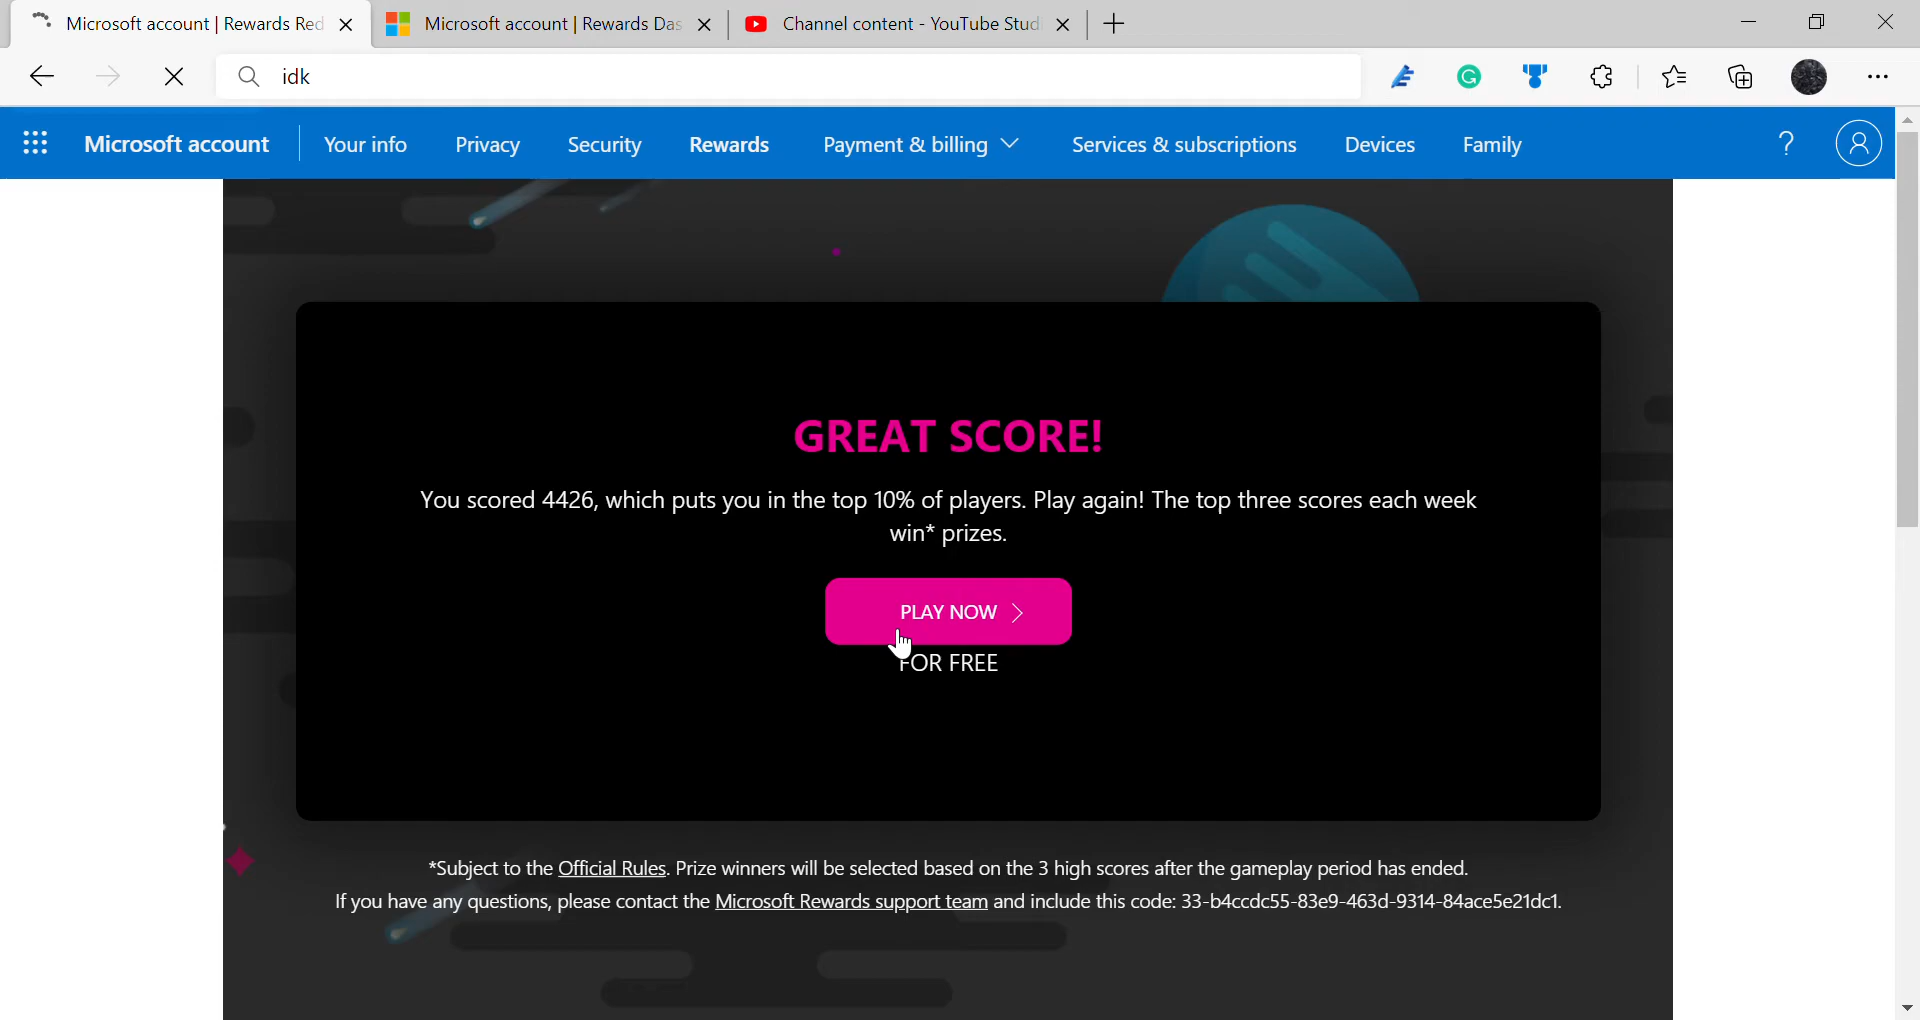 Microsoft account | Rewards Red
Microsoft account | Rewards Das
Channel content - YouTube Studi
idk
Microsoft account
Your info
Privacy
Security
Rewards
Payment & billing
Services & subscriptions
Devices
Family
?
GREAT SCORE!
You scored 4426, which puts you in the top 10% of players. Play again! The top three scores each week
win* prizes.
PLAY NOW
FOR FREE
*Subject to the Official Rules. Prize winners will be selected based on the 3 high scores after the gameplay period has ended.
If you have any questions, please contact the Microsoft Rewards support team and include this code: 33-b4ccdc55-83e9-463d-9314-84ace5e21dc1.